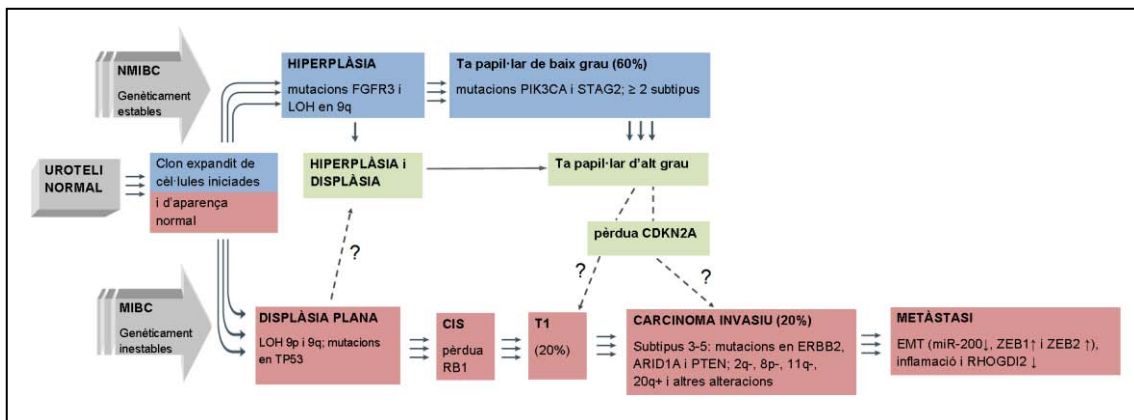 NMIBC
Genèticament
estables
HIPERPLÀSIA
mutacions FGFR3 i
LOH en 9q
Ta papil·lar de baix grau (60%)
mutacions PIK3CA i STAG2; ≥ 2 subtipus
UROTELI
NORMAL
Clon expandit de
cèl·lules iniciades
i d'aparença
normal
HIPERPLÀSIA i
DISPLÀSIA
Ta papil·lar d'alt grau
pèrdua CDKN2A
?
?
?
MIBC
Genèticament
inestables
DISPLÀSIA PLANA
LOH 9p i 9q; mutacions
en TP53
CIS
pèrdua
RB1
T1
(20%)
CARCINOMA INVASIU (20%)
Subtipus 3-5: mutacions en ERBB2,
ARID1A i PTEN; 2q-, 8p-, 11q-,
20q+ i altres alteracions
METÀSTASI
EMT (miR-200↓, ZEB1↑ i ZEB2 ↑),
inflamació i RHOGDI2 ↓